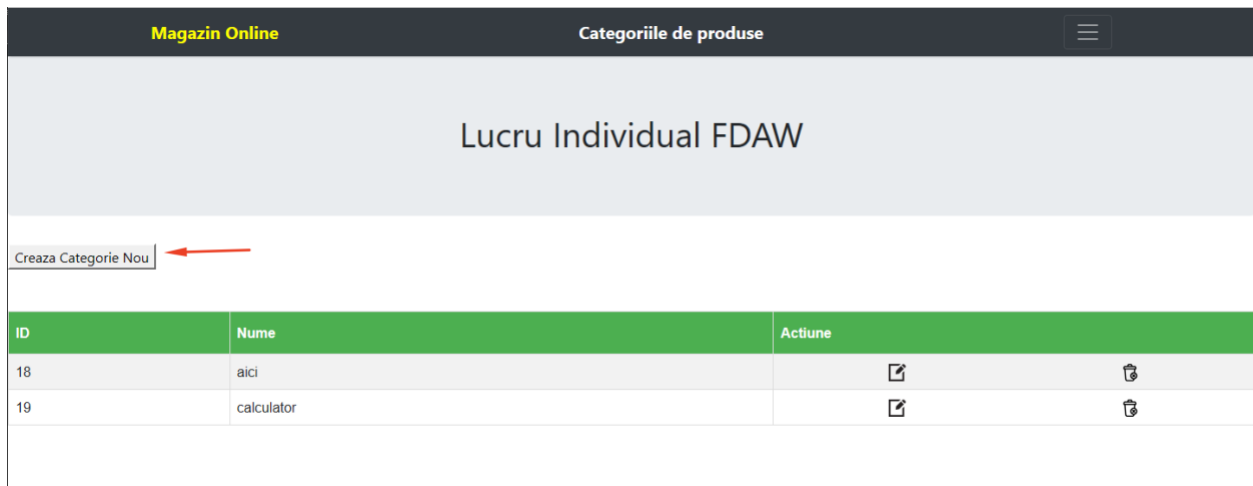 Magazin Online Categoriile de produse
Lucru Individual FDAW
Creaza Categorie Nou
ID Nume Actiune
18 aici
19 calculator